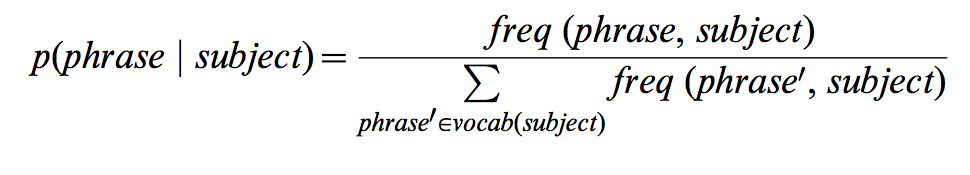 p(phrase | subject) = freq (phrase, subject)
∑ freq (phrase′, subject)
phrase′∈vocab(subject)